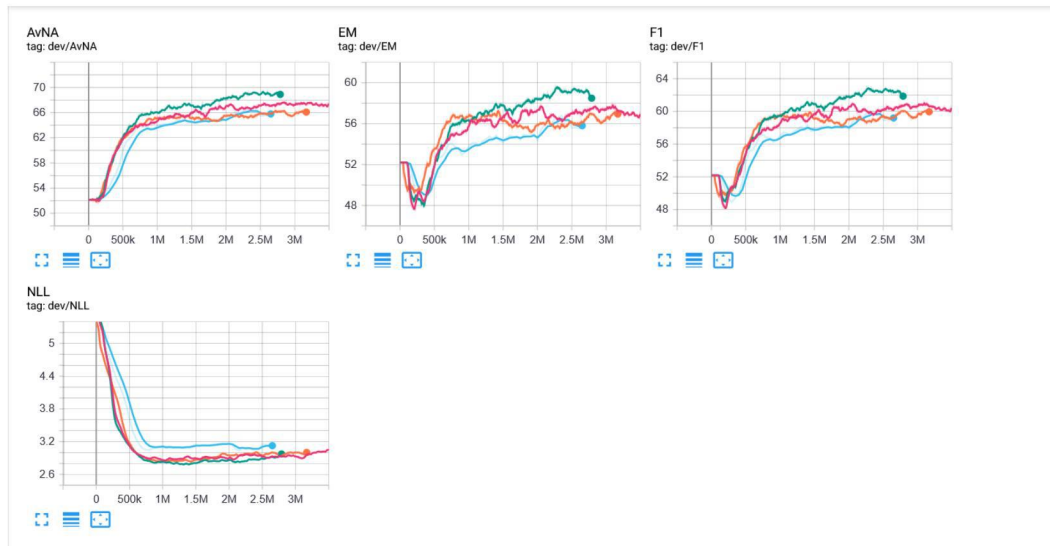 AvNA
tag: dev/AvNA
70
66
62
58
54
50
0 500k 1M 1.5M 2M 2.5M 3M
EM
tag: dev/EM
60
56
52
48
0 500k 1M 1.5M 2M 2.5M 3M
F1
tag: dev/F1
64
60
56
52
48
0 500k 1M 1.5M 2M 2.5M 3M
NLL
tag: dev/NLL
5
4.4
3.8
3.2
2.6
0 500k 1M 1.5M 2M 2.5M 3M